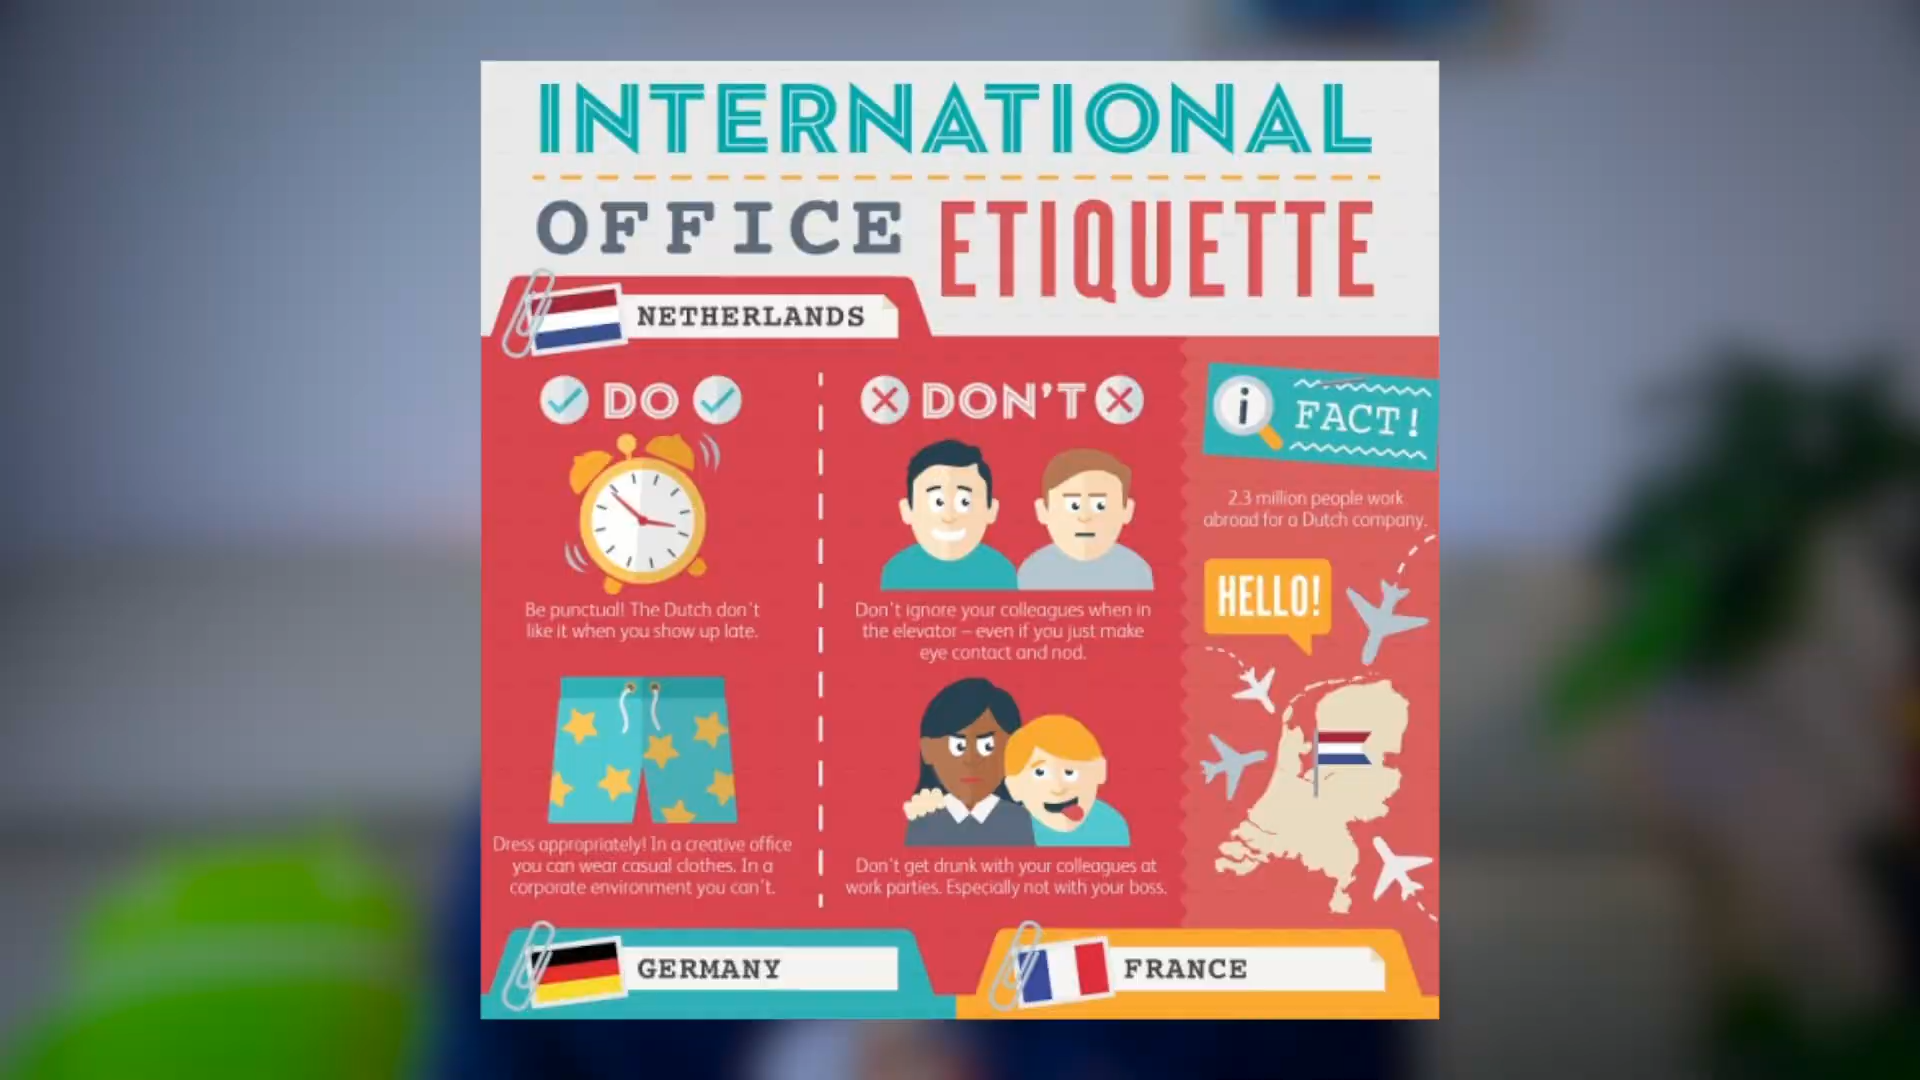 INTERNATIONAL
OFFICE ETIQUETTE
NETHERLANDS
DO
Be punctual! The Dutch don't
like it when you show up late.
Dress appropriately! In a creative office
you can wear casual clothes. In a
corporate environment you can't.
DON'T
Don't ignore your colleagues when in
the elevator – even if you just make
eye contact and nod.
Don't get drunk with your colleagues at
work parties. Especially not with your boss.
i FACT!
2.3 million people work
abroad for a Dutch company.
HELLO!
GERMANY
FRANCE